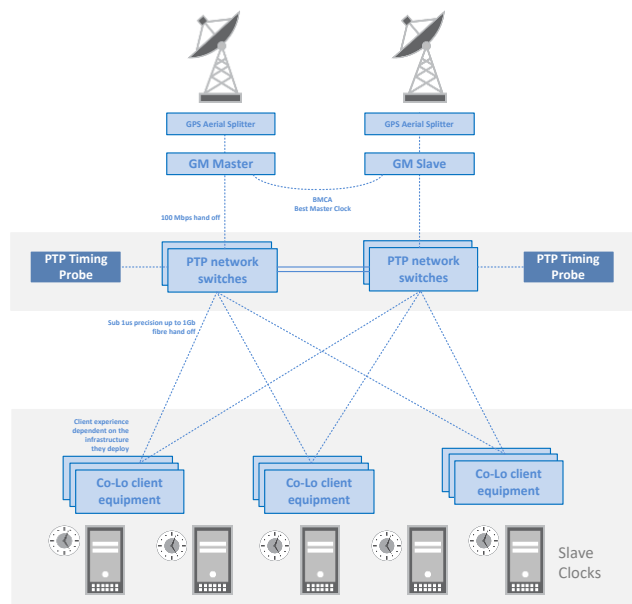 GPS Aerial Splitter
GPS Aerial Splitter
GM Master
GM Slave
BMCA
Best Master Clock
100 Mbps hand off
PTP Timing
Probe
PTP network
switches
PTP network
switches
PTP Timing
Probe
Sub 1us precision up to 1Gb
fibre hand off
Client experience
dependent on the
infrastructure
they deploy
Co-Lo client
equipment
Co-Lo client
equipment
Co-Lo client
equipment
Slave
Clocks